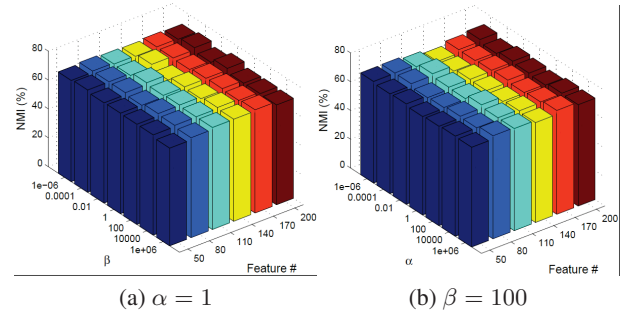 80
60
40
20
0
NMI (%)
1e−06
0.0001
0.01
1
100
10000
1e+06
β
50
80
110
140
170
200
Feature #
(a) α = 1
80
60
40
20
0
NMI (%)
1e−06
0.0001
0.01
1
100
10000
1e+06
α
50
80
110
140
170
200
Feature #
(b) β = 100